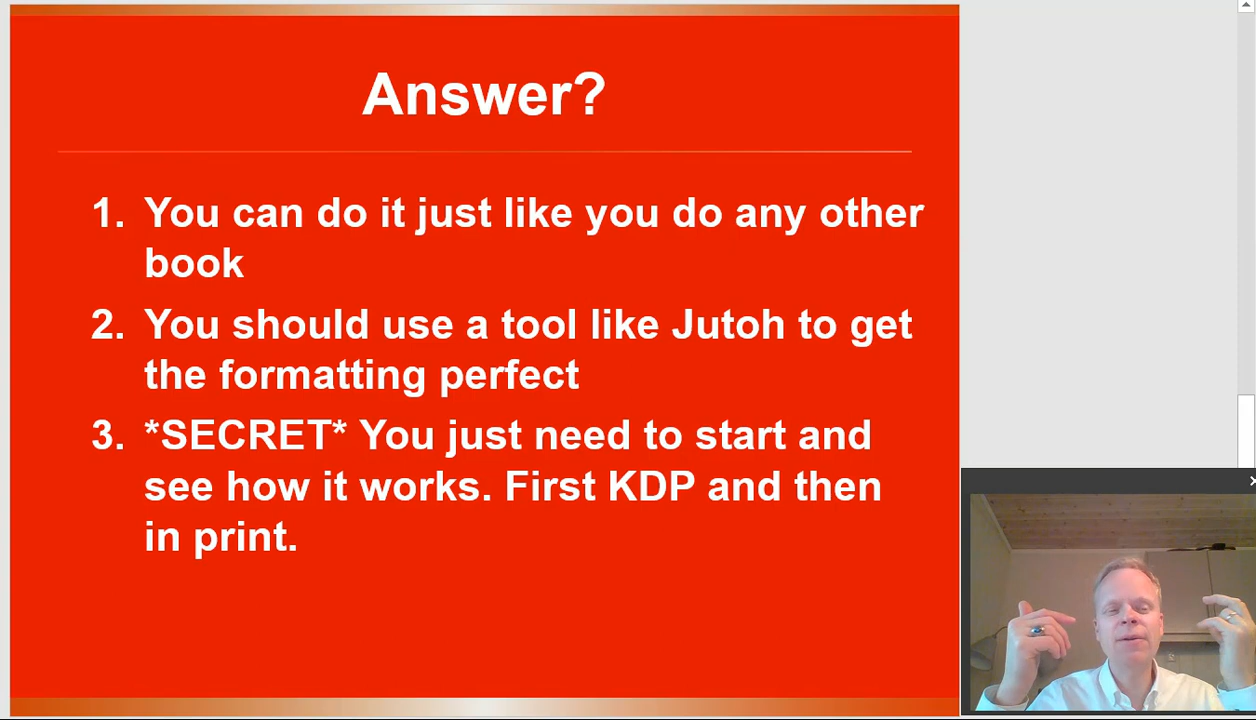 Answer?
1. You can do it just like you do any other
book
2. You should use a tool like Jutoh to get
the formatting perfect
3. *SECRET* You just need to start and
see how it works. First KDP and then
in print.